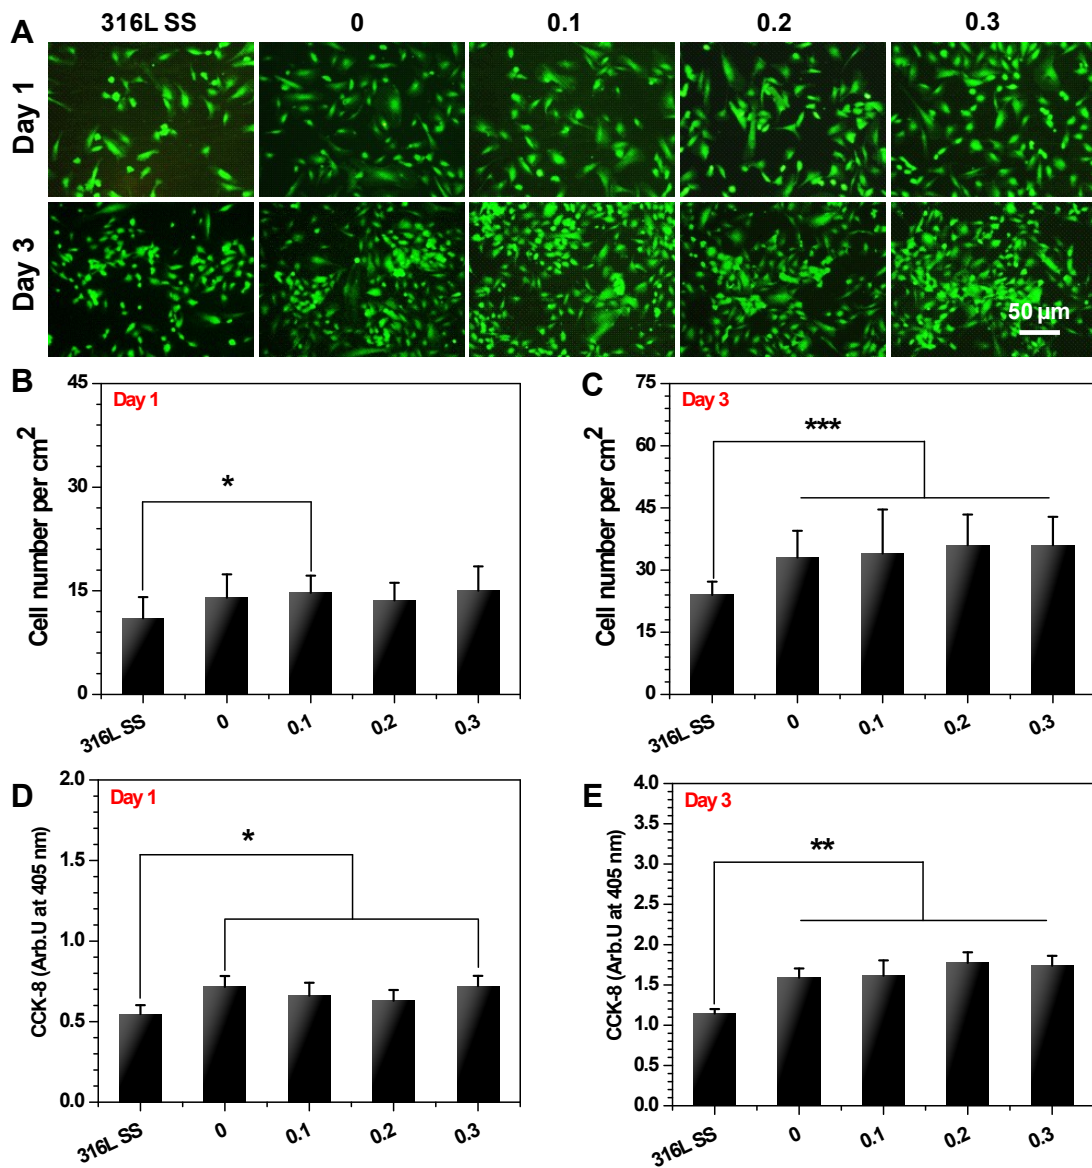 A
316L SS 0 0.1 0.2 0.3
Day 1
Day 3
50 µm
B
Day 1
*
Cell number per cm²
45
30
15
0
316L SS 0 0.1 0.2 0.3
C
Day 3
***
Cell number per cm²
75
60
45
30
15
0
316L SS 0 0.1 0.2 0.3
D
Day 1
*
CCK-8 (Arb.U at 405 nm)
2.0
1.5
1.0
0.5
0.0
316L SS 0 0.1 0.2 0.3
E
Day 3
**
CCK-8 (Arb.U at 405 nm)
4.0
3.5
3.0
2.5
2.0
1.5
1.0
0.5
0.0
316L SS 0 0.1 0.2 0.3